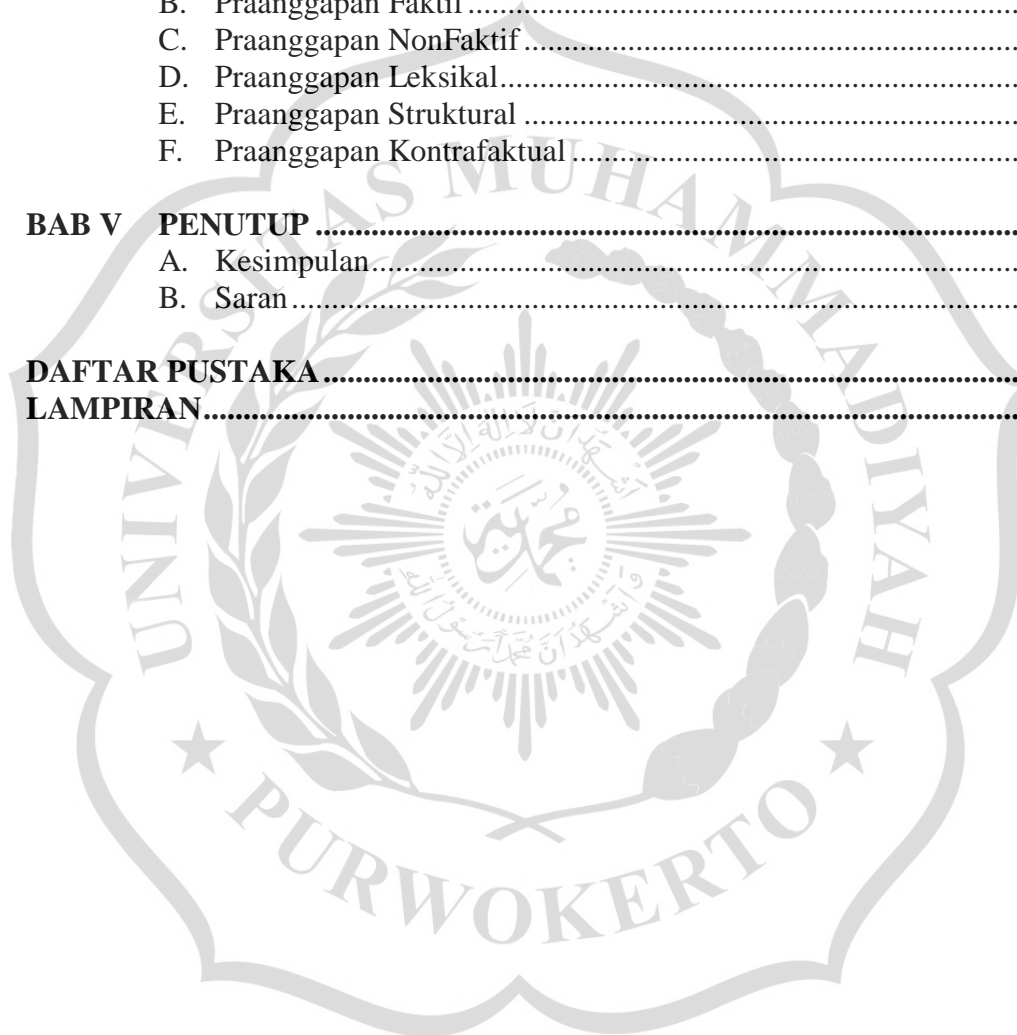 B. Praanggapan Faktif ............................................................
C. Praanggapan NonFaktif ......................................................
D. Praanggapan Leksikal.........................................................
E. Praanggapan Struktural ......................................................
F. Praanggapan Kontrafaktual .................................................
BAB V PENUTUP ...............................................................................
A. Kesimpulan.........................................................................
B. Saran...................................................................................
DAFTAR PUSTAKA ..............................................................................
LAMPIRAN............................................................................................
UNIVERSITAS MUHAMMADIYAH
PURWOKERTO